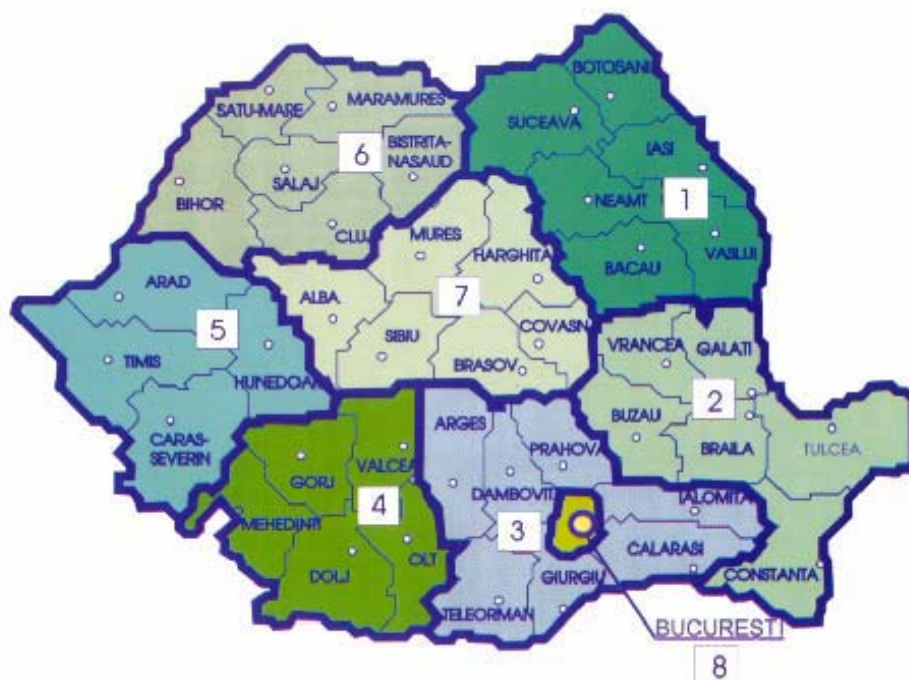 BOTOSANI
SATU-MARE
MARAMURES
SUCEAVA
6
BISTRITA-
NASAUD
IASI
SALAJ
BIHOR
NEAMT
1
CLUJ
MURES
HARGHITA
VASLUI
BACAU
ARAD
ALBA
7
5
COVASN
SIBIU
VRANCEA
GALATI
TIMIS
BRASOV
HUNEDOAR
2
BUZAU
ARGES
CARAS-
SEVERIN
PRAHOVA
BRAILA
TULCEA
VALCEA
GORJ
DAMBOVIT
IALOMITA
4
3
MEHEDINTI
CALARASI
OLT
DOLJ
GIURGIU
CONSTANTA
TELEORMAN
BUCURESTI
8